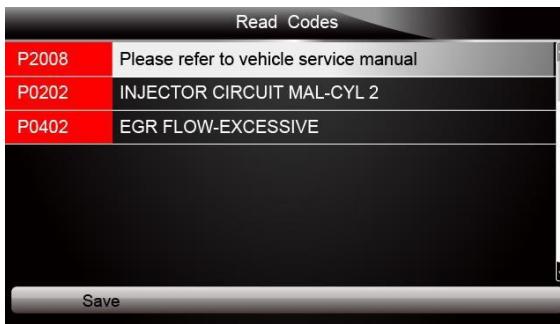 Read Codes
P2008 Please refer to vehicle service manual
P0202 INJECTOR CIRCUIT MAL-CYL 2
P0402 EGR FLOW-EXCESSIVE
Save